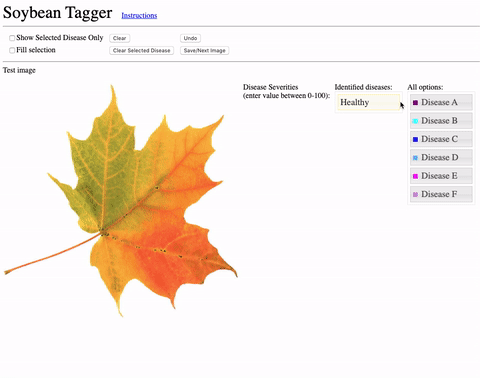 Soybean Tagger Instructions
Show Selected Disease Only Clear Undo
Fill selection Clear Selected Disease Save/Next Image
Test image
Disease Severities
(enter value between 0-100):
Identified diseases:
Healthy
All options:
Disease A
Disease B
Disease C
Disease D
Disease E
Disease F